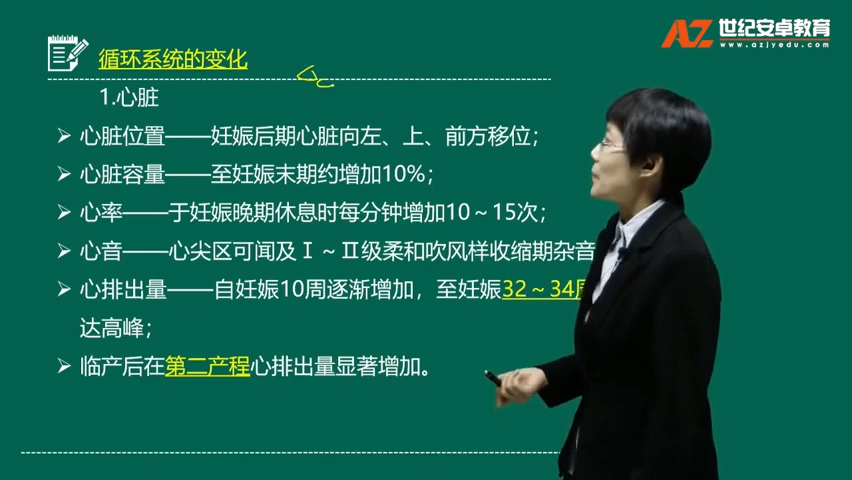 AZ 世纪安卓教育
www.azjyedu.com
循环系统的变化
1.心脏
心脏位置——妊娠后期心脏向左、上、前方移位；
心脏容量——至妊娠末期约增加10%；
心率——于妊娠晚期休息时每分钟增加10～15次；
心音——心尖区可闻及Ⅰ～Ⅱ级柔和吹风样收缩期杂音
心排出量——自妊娠10周逐渐增加，至妊娠32～34周
达高峰；
临产后在第二产程心排出量显著增加。